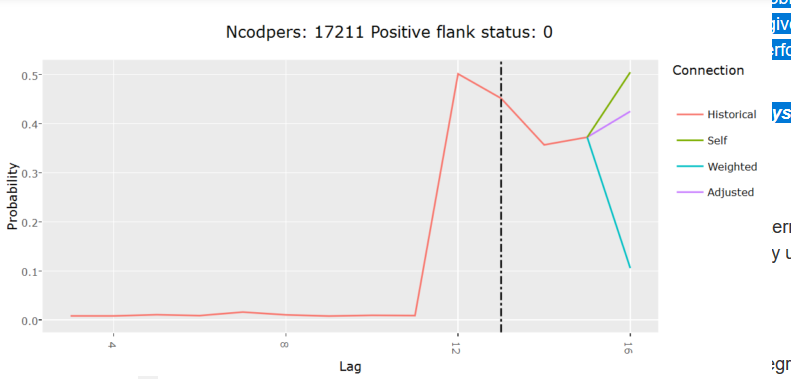 Ncodpers: 17211 Positive flank status: 0
Connection
Historical
Self
Weighted
Adjusted
Probability
0.5
0.4
0.3
0.2
0.1
0.0
4
8
12
16
Lag